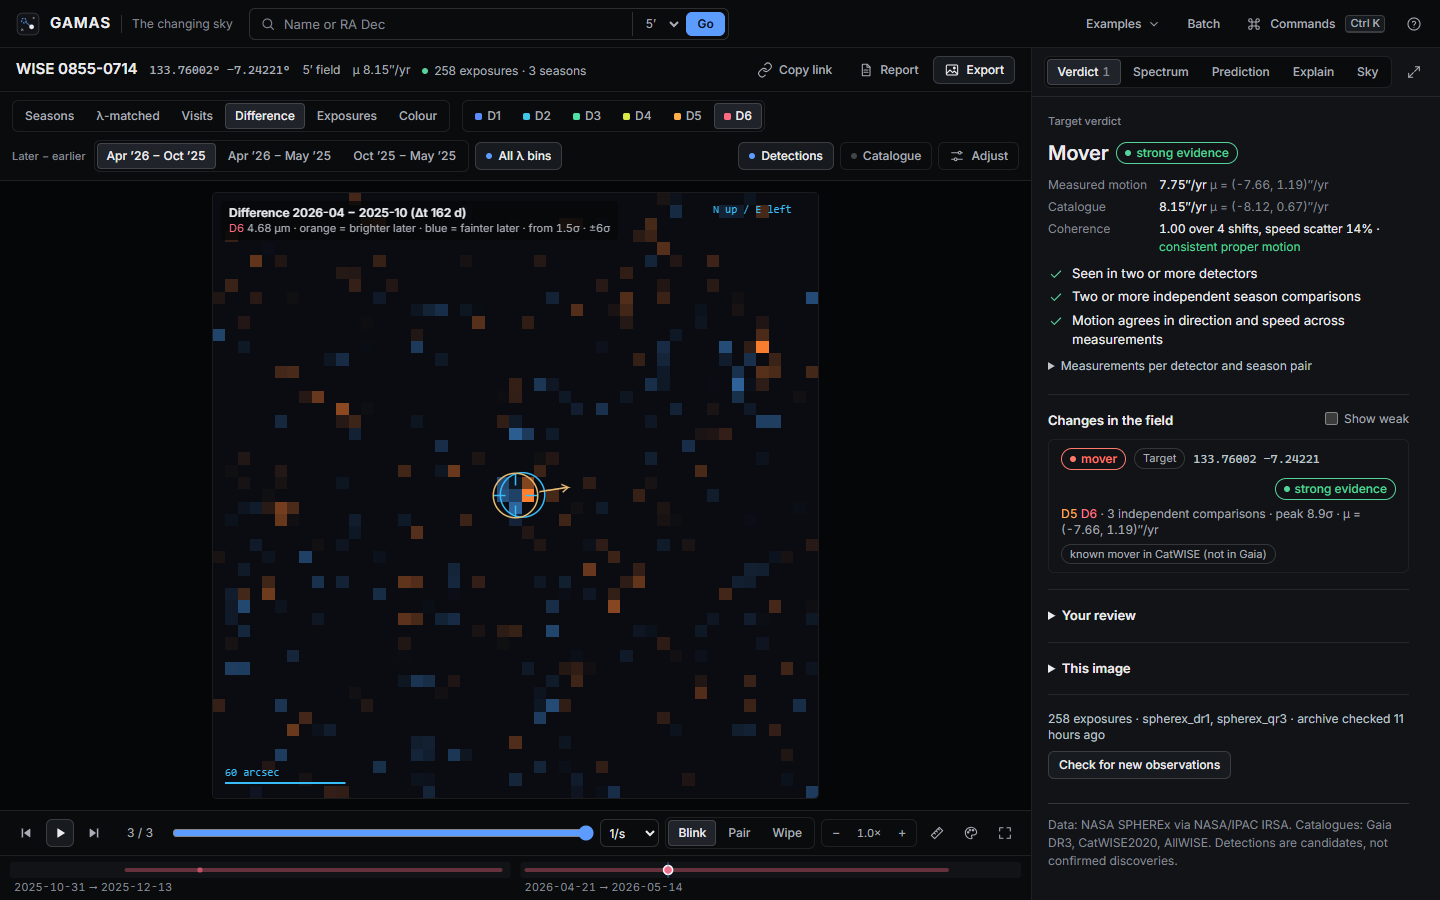 GAMAS
The changing sky
Name or RA Dec
5′
Go
Examples
Batch
Commands
Ctrl K
WISE 0855-0714
133.76002° −7.24221°
5′ field
μ 8.15″/yr
258 exposures · 3 seasons
Copy link
Report
Export
Seasons
λ-matched
Visits
Difference
Exposures
Colour
D1
D2
D3
D4
D5
D6
Later − earlier
Apr ’26 − Oct ’25
Apr ’26 − May ’25
Oct ’25 − May ’25
All λ bins
Detections
Catalogue
Adjust
Difference 2026-04 − 2025-10 (Δt 162 d)
D6 4.68 μm · orange = brighter later · blue = fainter later · from 1.5σ · ±6σ
N up / E left
60 arcsec
3 / 3
1/s
Blink
Pair
Wipe
−
1.0×
+
2025-10-31 → 2025-12-13
2026-04-21 → 2026-05-14
Verdict 1
Spectrum
Prediction
Explain
Sky
Target verdict
Mover
strong evidence
Measured motion 7.75″/yr μ = (-7.66, 1.19)″/yr
Catalogue 8.15″/yr μ = (-8.12, 0.67)″/yr
Coherence 1.00 over 4 shifts, speed scatter 14% ·
consistent proper motion
Seen in two or more detectors
Two or more independent season comparisons
Motion agrees in direction and speed across
measurements
Measurements per detector and season pair
Changes in the field
Show weak
mover
Target
133.76002 −7.24221
strong evidence
D5 D6 · 3 independent comparisons · peak 8.9σ · μ =
(-7.66, 1.19)″/yr
known mover in CatWISE (not in Gaia)
Your review
This image
258 exposures · spherex_dr1, spherex_qr3 · archive checked 11
hours ago
Check for new observations
Data: NASA SPHEREx via NASA/IPAC IRSA. Catalogues: Gaia
DR3, CatWISE2020, AllWISE. Detections are candidates, not
confirmed discoveries.